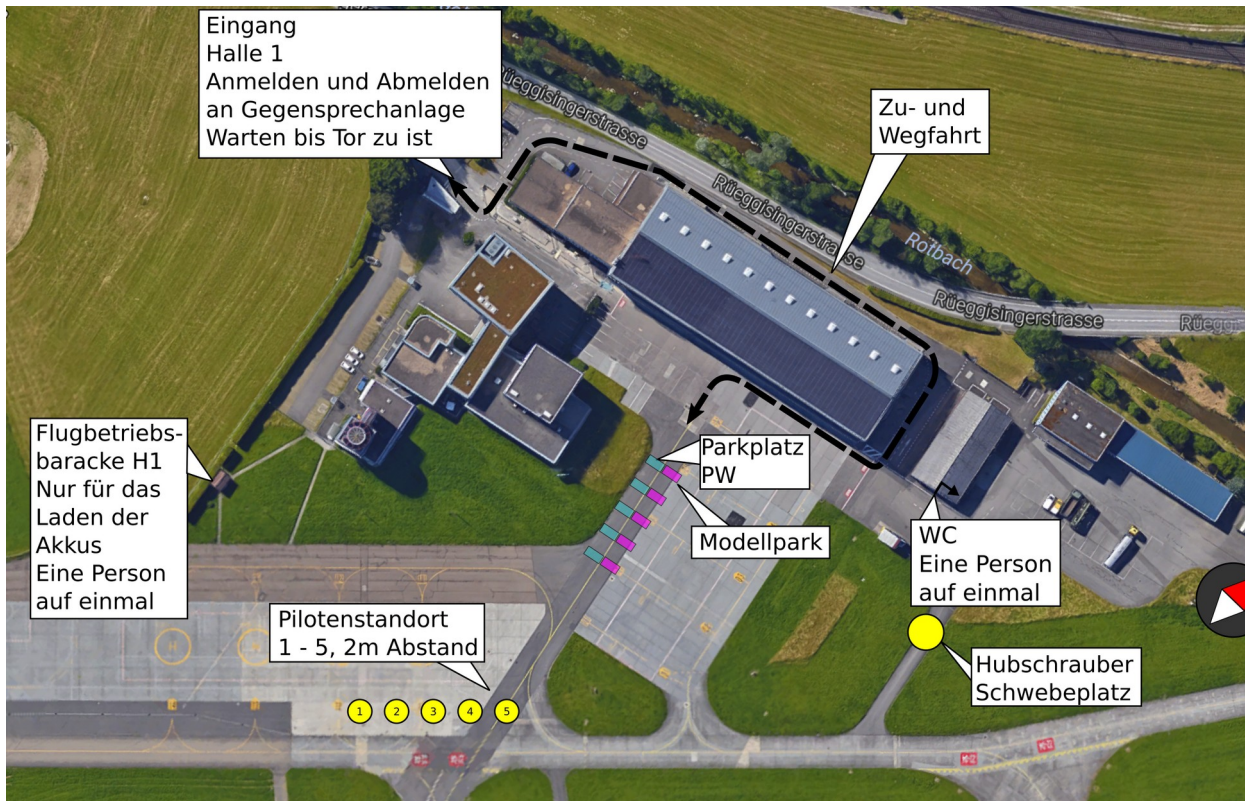 Eingang
Halle 1
Anmelden und Abmelden
an Gegensprechanlage
Warten bis Tor zu ist
Rüeggisingerstrasse
Zu- und
Wegfahrt
Rüeggisingerstrasse
Rotbach
Rüeggisingerstrasse
Rüeggi
Flugbetriebs-
baracke H1
Nur für das
Laden der
Akkus
Eine Person
auf einmal
Parkplatz
PW
Modellpark
WC
Eine Person
auf einmal
Pilotenstandort
1 - 5, 2m Abstand
Hubschrauber
Schwebeplatz
H
H
1
2
3
4
5